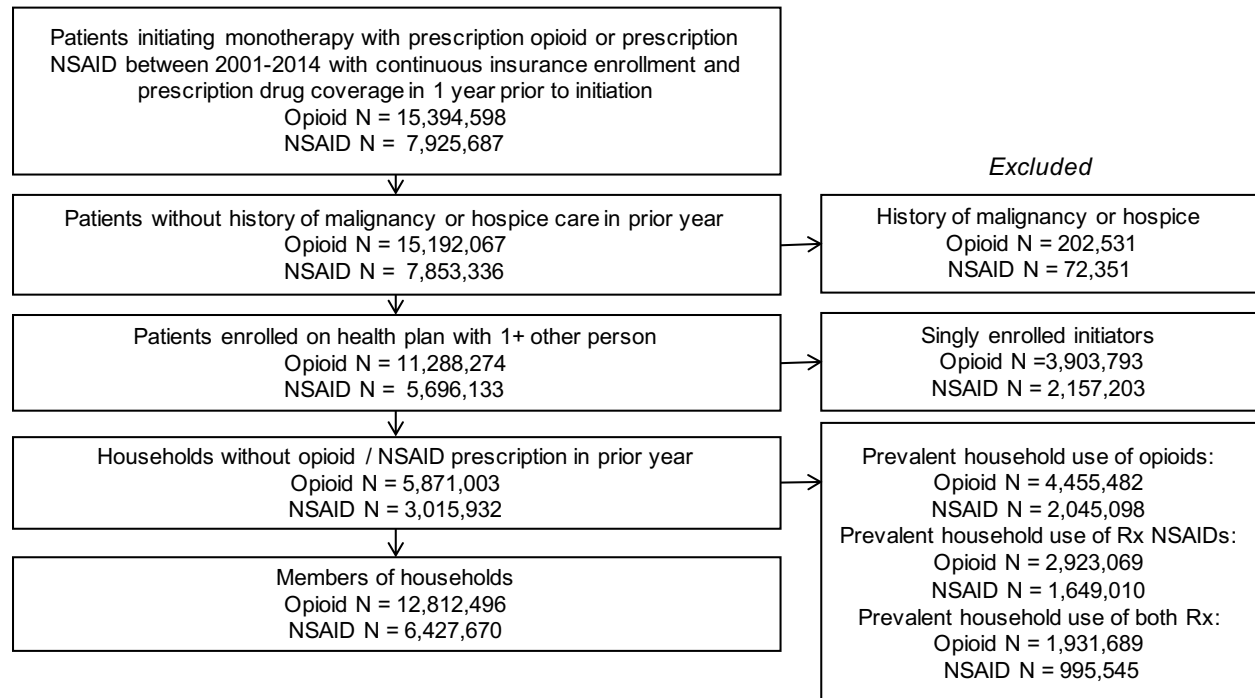 Patients initiating monotherapy with prescription opioid or prescription
NSAID between 2001-2014 with continuous insurance enrollment and
prescription drug coverage in 1 year prior to initiation
Opioid N = 15,394,598
NSAID N = 7,925,687
Excluded
Patients without history of malignancy or hospice care in prior year
Opioid N = 15,192,067
NSAID N = 7,853,336
History of malignancy or hospice
Opioid N = 202,531
NSAID N = 72,351
Patients enrolled on health plan with 1+ other person
Opioid N = 11,288,274
NSAID N = 5,696,133
Singly enrolled initiators
Opioid N =3,903,793
NSAID N = 2,157,203
Households without opioid / NSAID prescription in prior year
Opioid N = 5,871,003
NSAID N = 3,015,932
Prevalent household use of opioids:
Opioid N = 4,455,482
NSAID N = 2,045,098
Prevalent household use of Rx NSAIDs:
Opioid N = 2,923,069
NSAID N = 1,649,010
Prevalent household use of both Rx:
Opioid N = 1,931,689
NSAID N = 995,545
Members of households
Opioid N = 12,812,496
NSAID N = 6,427,670